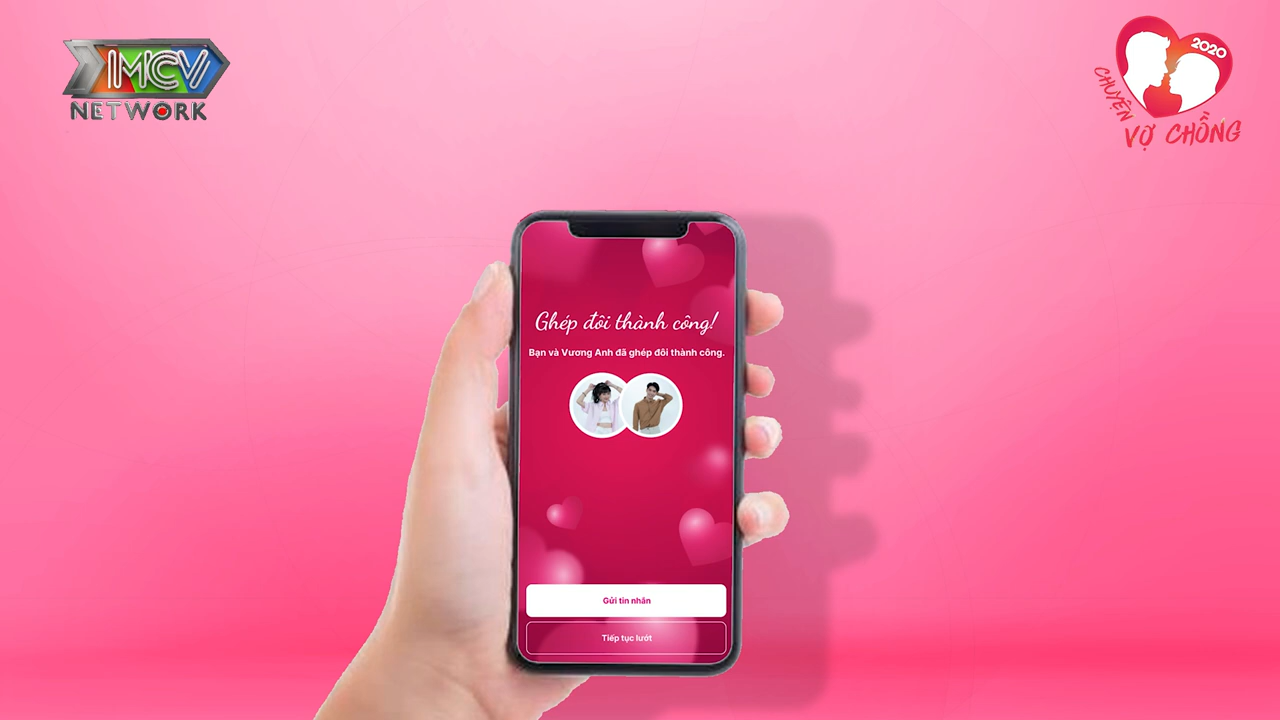 MCV
NETWORK
2020
CHUYỆN
VỢ CHỒNG
Ghép đôi thành công!
Bạn và Vương Anh đã ghép đôi thành công.
Gửi tin nhắn
Tiếp tục lướt